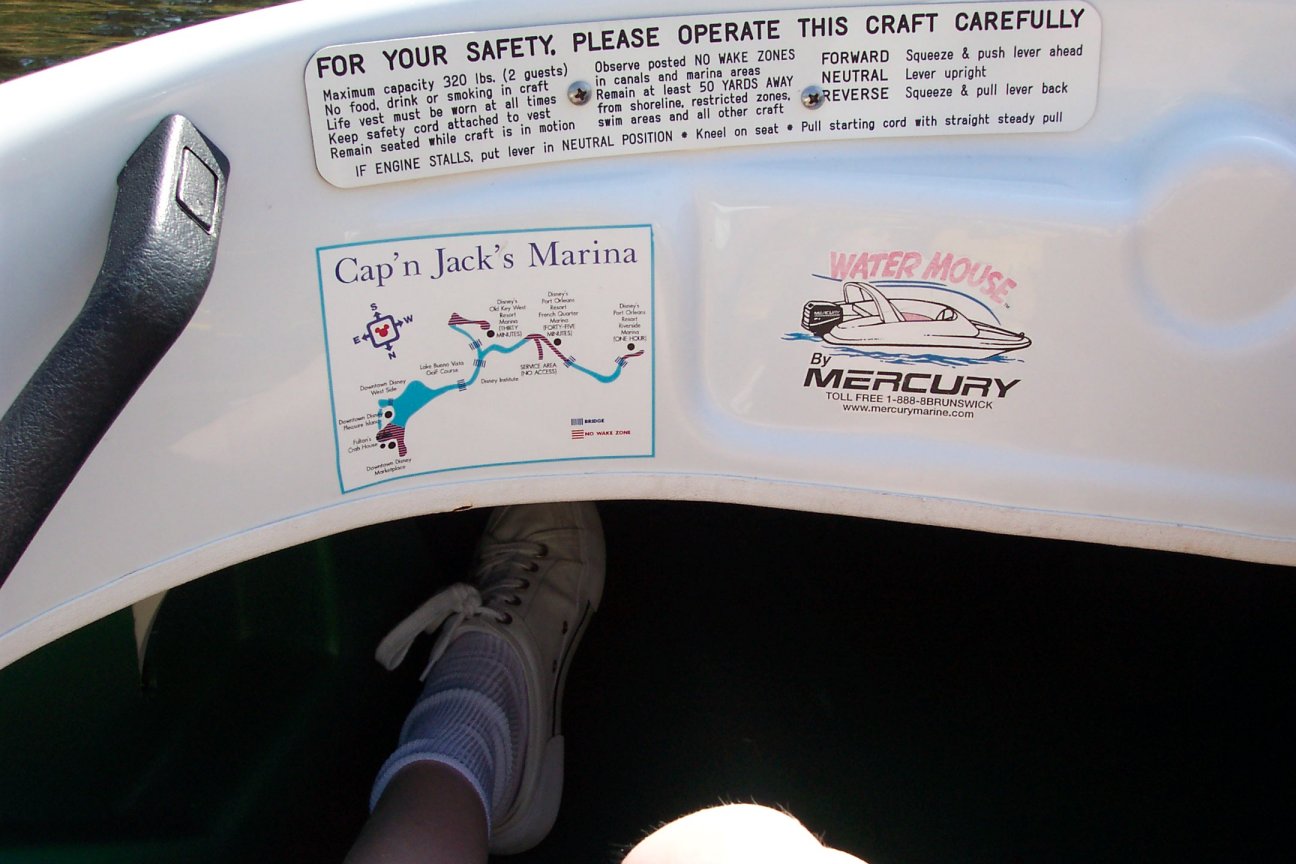 FOR YOUR SAFETY, PLEASE OPERATE THIS CRAFT CAREFULLY
Maximum capacity 320 lbs. (2 guests)
No food, drink or smoking in craft
Life vest must be worn at all times
Keep safety cord attached to vest
Remain seated while craft is in motion
Observe posted NO WAKE ZONES
in canals and marina areas
Remain at least 50 YARDS AWAY
from shoreline, restricted zones,
swim areas and all other craft
FORWARD Squeeze & push lever ahead
NEUTRAL Lever upright
REVERSE Squeeze & pull lever back
IF ENGINE STALLS, put lever in NEUTRAL POSITION • Kneel on seat • Pull starting cord with straight steady pull
Cap'n Jack's Marina
S
W
E
N
Disney's
Old Key West
Resort
Marina
(THIRTY
MINUTES)
Disney's
Port Orleans
Resort
French Quarter
Marina
(FORTY-FIVE
MINUTES)
Disney's
Port Orleans
Resort
Riverside
Marina
(ONE HOUR)
Lake Buena Vista
Golf Course
SERVICE AREA
(NO ACCESS)
Disney Institute
Downtown Disney
West Side
Downtown Disney
Pleasure Island
Fulton's
Crab House
Downtown Disney
Marketplace
BRIDGE
NO WAKE ZONE
WATER MOUSE
MERCURY
By
MERCURY
TOLL FREE 1-888-8BRUNSWICK
www.mercurymarine.com